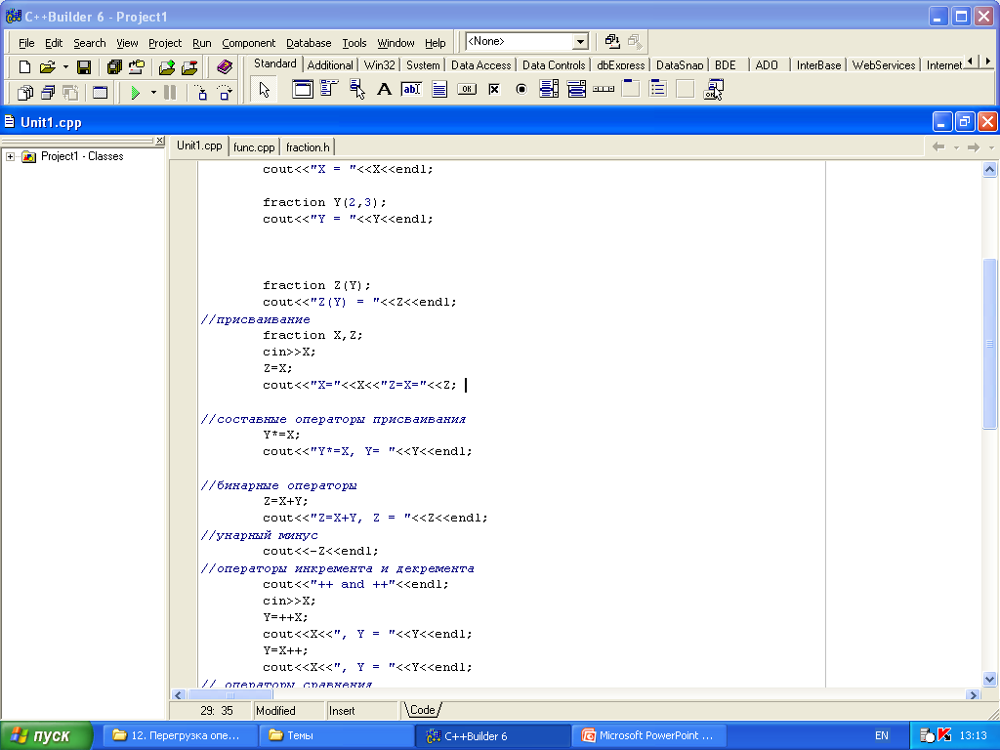 C++Builder 6 - Project1
File Edit Search View Project Run Component Database Tools Window Help <None>
Standard Additional Win32 System Data Access Data Controls dbExpress DataSnap BDE ADO InterBase WebServices Internet
Unit1.cpp
Project1 - Classes
Unit1.cpp func.cpp fraction.h
cout<<"X = "<<X<<endl;
fraction Y(2,3);
cout<<"Y = "<<Y<<endl;
fraction Z(Y);
cout<<"Z(Y) = "<<Z<<endl;
//присваивание
fraction X,Z;
cin>>X;
Z=X;
cout<<"X="<<X<<"Z=X="<<Z;
//составные операторы присваивания
Y*=X;
cout<<"Y*=X, Y= "<<Y<<endl;
//бинарные операторы
Z=X+Y;
cout<<"Z=X+Y, Z = "<<Z<<endl;
//унарный минус
cout<<-Z<<endl;
//операторы инкремента и декремента
cout<<"++ and ++"<<endl;
cin>>X;
Y=++X;
cout<<X<<", Y = "<<Y<<endl;
Y=X++;
cout<<X<<", Y = "<<Y<<endl;
// операторы сравнения
29: 35 Modified Insert Code
пуск 12. Перегрузка опе... Темы C++Builder 6 Microsoft PowerPoint ... EN 13:13